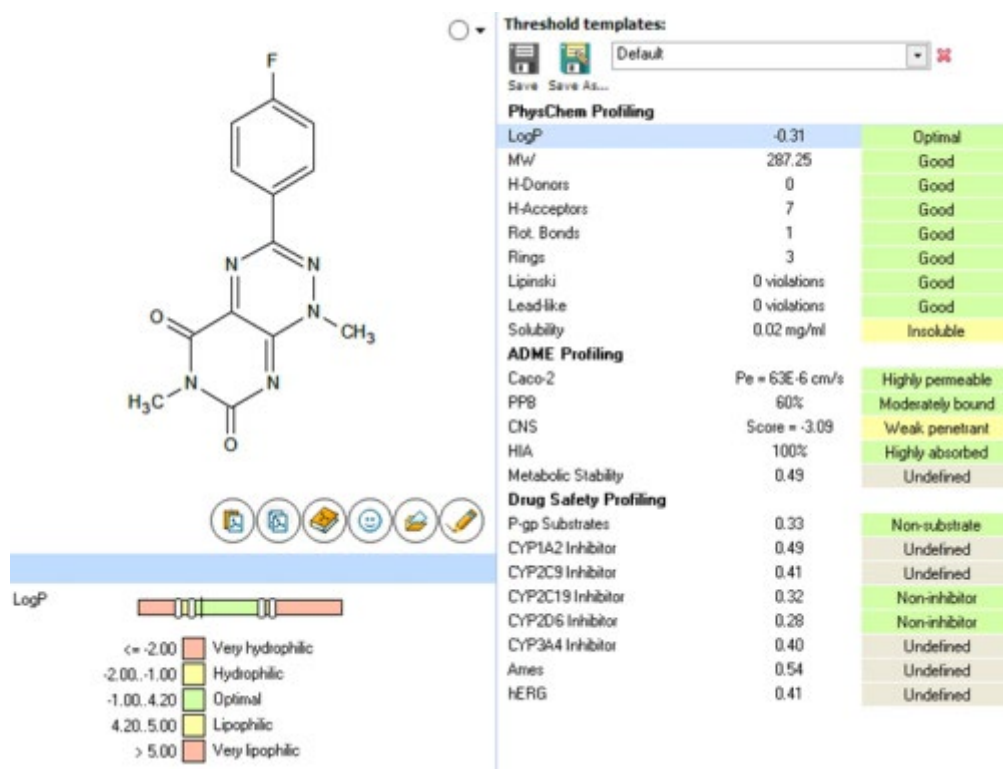 F
N
N
O
N
CH₃
N
N
H₃C
O
LogP
<= -2.00 Very hydrophilic
-2.00..-1.00 Hydrophilic
-1.00..4.20 Optimal
4.20..5.00 Lipophilic
> 5.00 Very lipophilic
Threshold templates:
Default
Save Save As...
PhysChem Profiling
LogP -0.31 Optimal
MW 287.25 Good
H-Donors 0 Good
H-Acceptors 7 Good
Rot. Bonds 1 Good
Rings 3 Good
Lipinski 0 violations Good
Lead-like 0 violations Good
Solubility 0.02 mg/ml Insoluble
ADME Profiling
Caco-2 Pe = 63E-6 cm/s Highly permeable
PPB 60% Moderately bound
CNS Score = -3.09 Weak penetrant
HIA 100% Highly absorbed
Metabolic Stability 0.49 Undefined
Drug Safety Profiling
P-gp Substrates 0.33 Non-substrate
CYP1A2 Inhibitor 0.49 Undefined
CYP2C9 Inhibitor 0.41 Undefined
CYP2C19 Inhibitor 0.32 Non-inhibitor
CYP2D6 Inhibitor 0.28 Non-inhibitor
CYP3A4 Inhibitor 0.40 Undefined
Ames 0.54 Undefined
hERG 0.41 Undefined